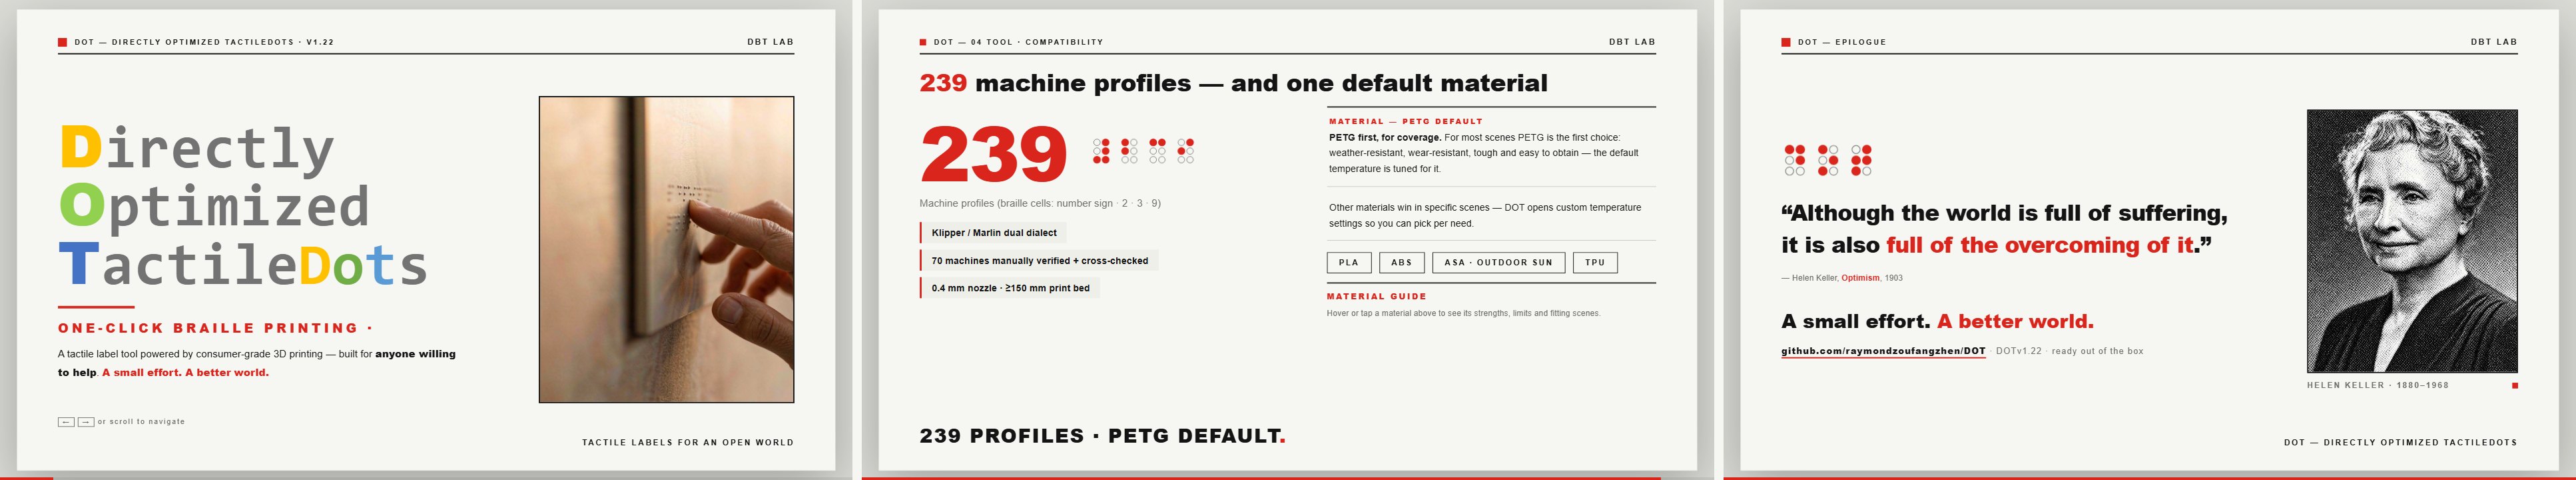 DOT — DIRECTLY OPTIMIZED TACTILEDOTS · V1.22
DBT LAB
Directly
Optimized
TactileDots
ONE-CLICK BRAILLE PRINTING ·
A tactile label tool powered by consumer-grade 3D printing — built for anyone willing
to help. A small effort. A better world.
← → or scroll to navigate
TACTILE LABELS FOR AN OPEN WORLD
DOT — 04 TOOL · COMPATIBILITY
DBT LAB
239 machine profiles — and one default material
239
Machine profiles (braille cells: number sign · 2 · 3 · 9)
Klipper / Marlin dual dialect
70 machines manually verified + cross-checked
0.4 mm nozzle · ≥150 mm print bed
MATERIAL — PETG DEFAULT
PETG first, for coverage. For most scenes PETG is the first choice:
weather-resistant, wear-resistant, tough and easy to obtain — the default
temperature is tuned for it.
Other materials win in specific scenes — DOT opens custom temperature
settings so you can pick per need.
PLA
ABS
ASA · OUTDOOR SUN
TPU
MATERIAL GUIDE
Hover or tap a material above to see its strengths, limits and fitting scenes.
239 PROFILES · PETG DEFAULT.
DOT — EPILOGUE
DBT LAB
“Although the world is full of suffering,
it is also full of the overcoming of it.”
— Helen Keller, Optimism, 1903
A small effort. A better world.
github.com/raymondzoufangzhen/DOT · DOTv1.22 · ready out of the box
HELEN KELLER · 1880–1968
DOT — DIRECTLY OPTIMIZED TACTILEDOTS